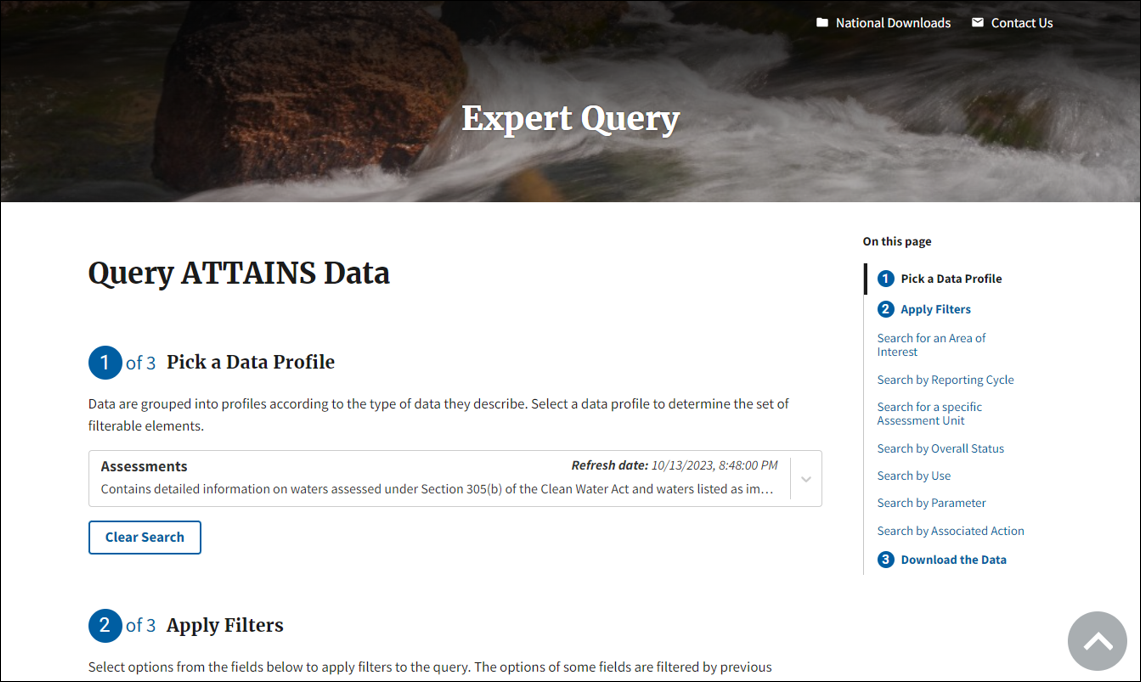 National Downloads
Contact Us
Expert Query
Query ATTAINS Data
1 of 3 Pick a Data Profile
Data are grouped into profiles according to the type of data they describe. Select a data profile to determine the set of
filterable elements.
Assessments
Refresh date: 10/13/2023, 8:48:00 PM
Contains detailed information on waters assessed under Section 305(b) of the Clean Water Act and waters listed as im…
Clear Search
2 of 3 Apply Filters
Select options from the fields below to apply filters to the query. The options of some fields are filtered by previous
On this page
1 Pick a Data Profile
2 Apply Filters
Search for an Area of
Interest
Search by Reporting Cycle
Search for a specific
Assessment Unit
Search by Overall Status
Search by Use
Search by Parameter
Search by Associated Action
3 Download the Data